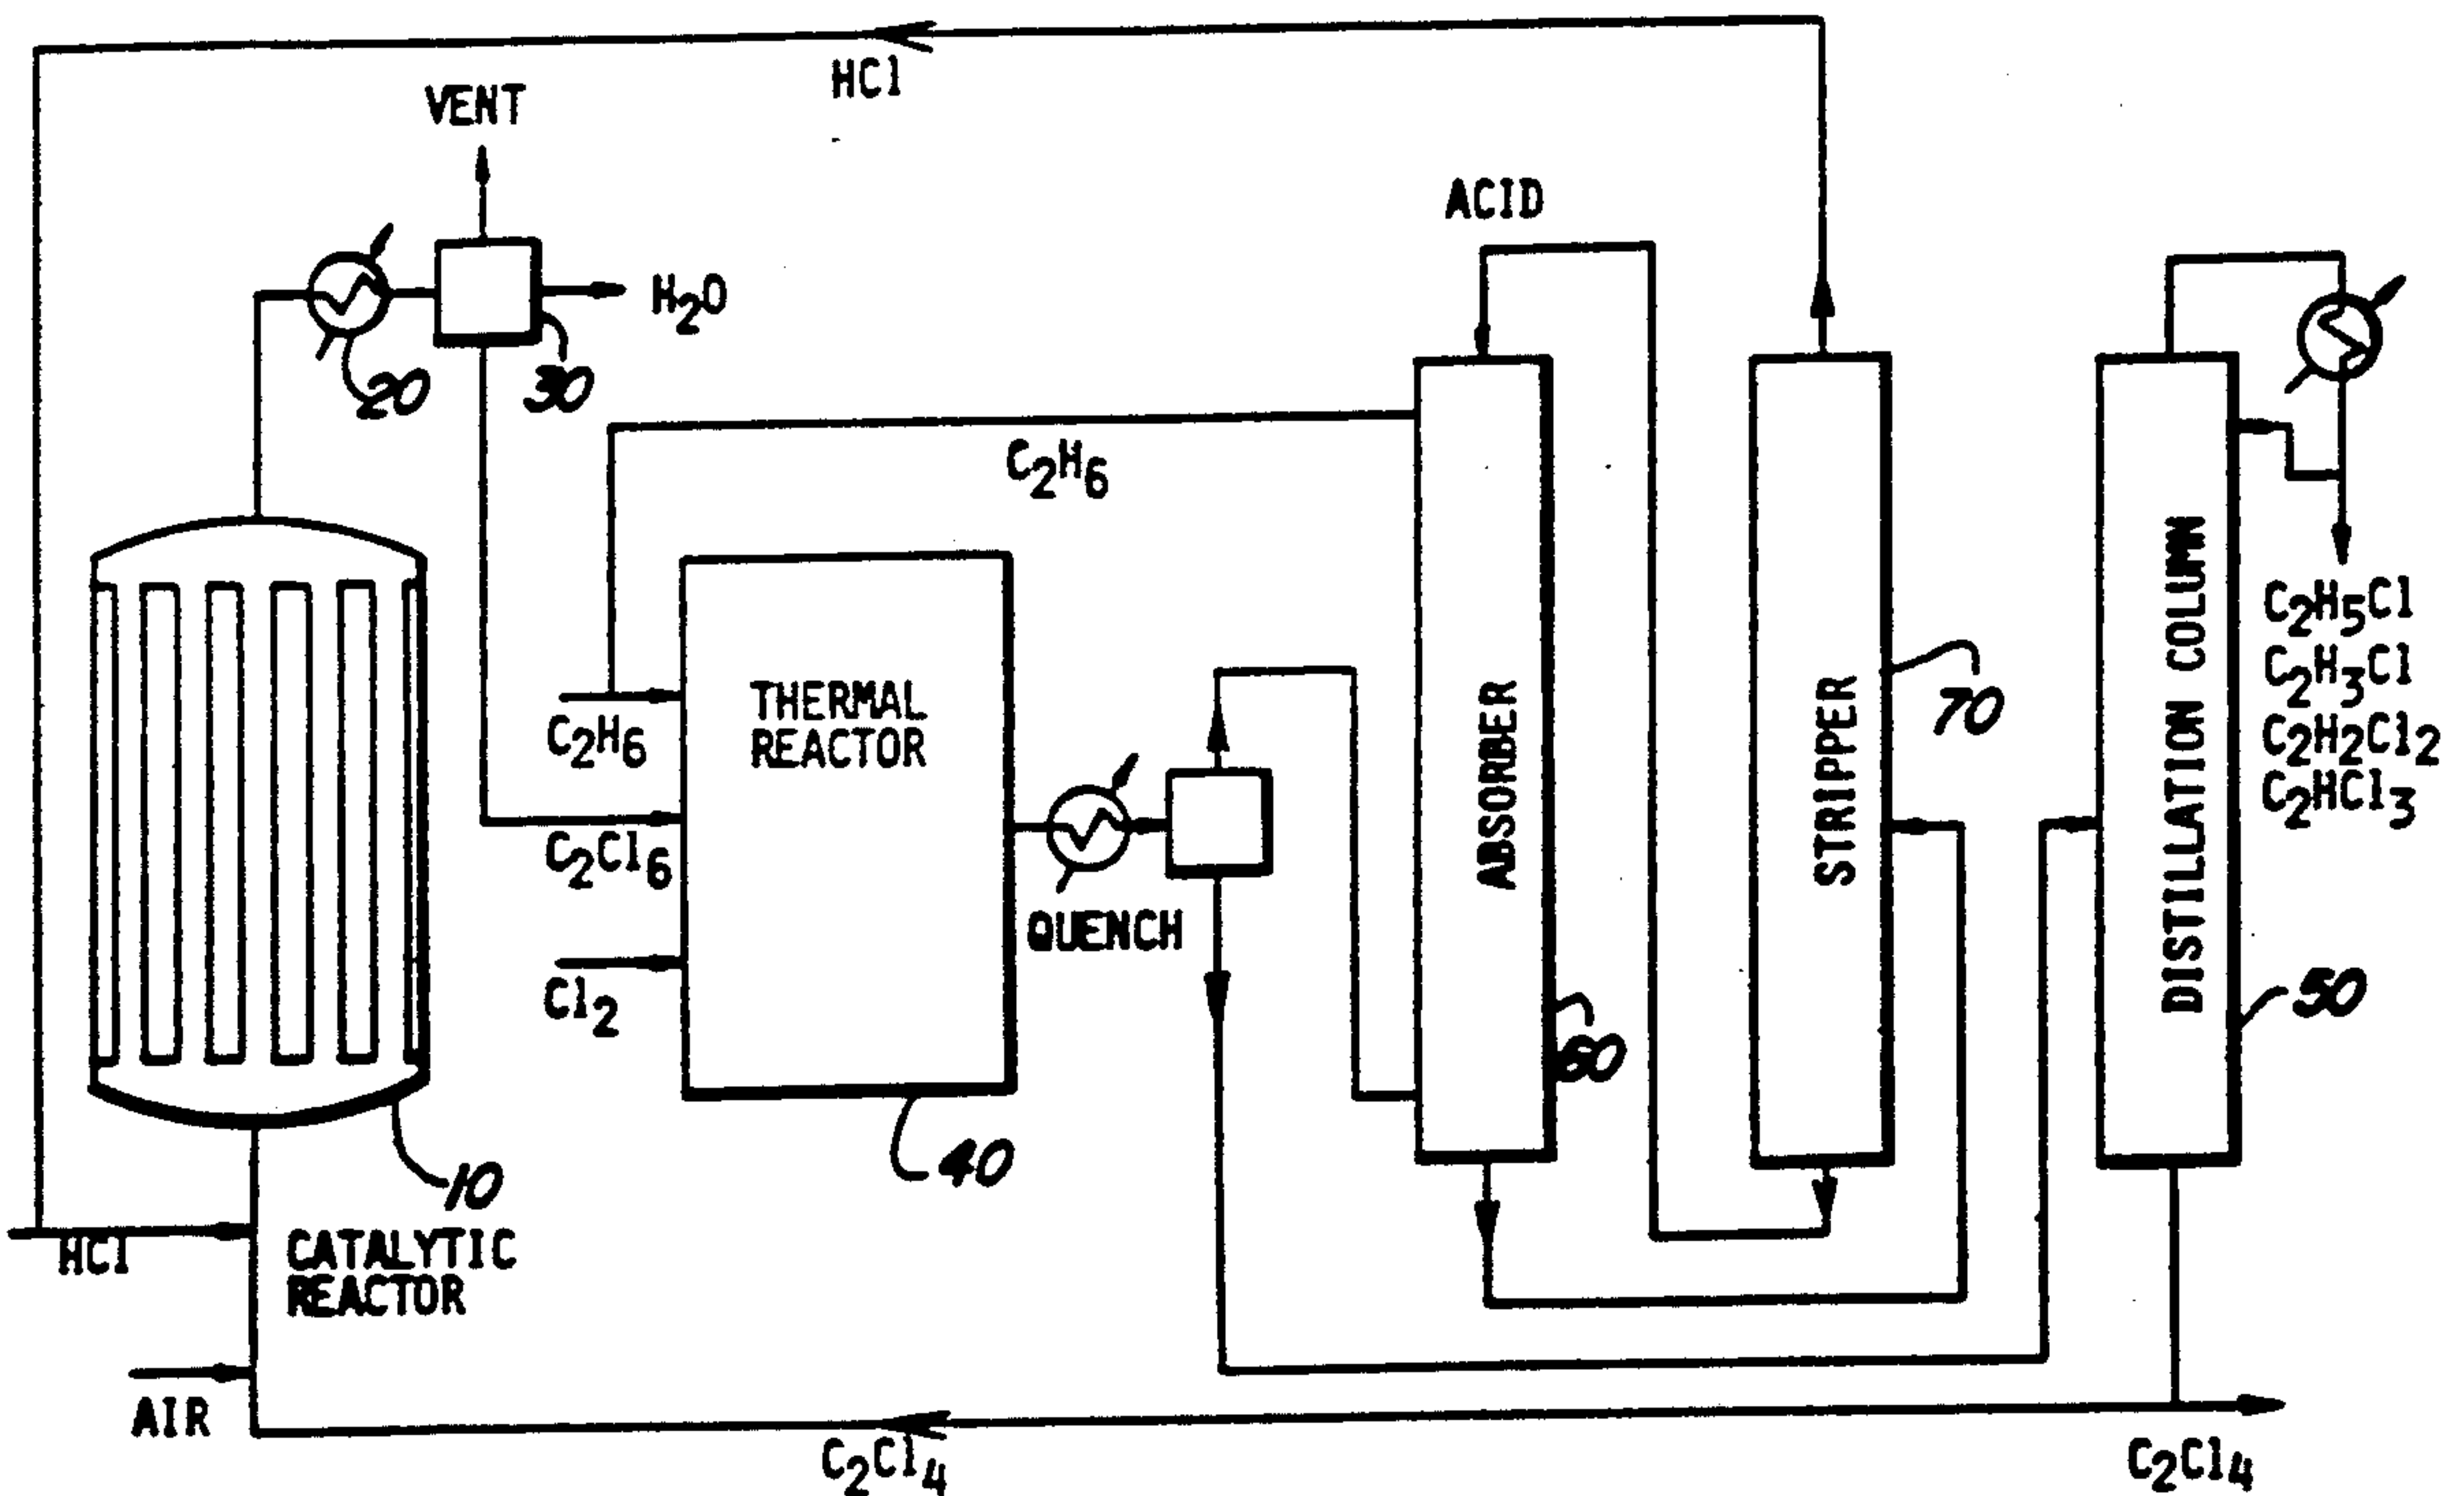 HCl
VENT
ACID
H2O
20
30
C2H6
C2H6
C2Cl6
Cl2
THERMAL
REACTOR
QUENCH
ABSORBER
STRIPPER
DISTILLATION COLUMN
70
C2H5Cl
C2H3Cl
C2H2Cl2
C2HCl3
50
60
40
10
HCl
CATALYTIC
REACTOR
AIR
C2Cl4
C2Cl4